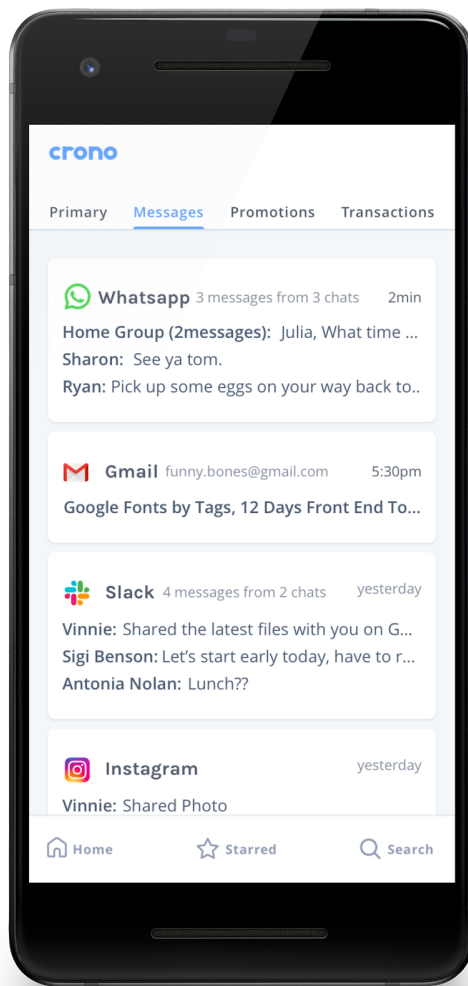 crono
Primary Messages Promotions Transactions
Whatsapp 3 messages from 3 chats 2min
Home Group (2messages): Julia, What time ...
Sharon: See ya tom.
Ryan: Pick up some eggs on your way back to..
Gmail funny.bones@gmail.com 5:30pm
Google Fonts by Tags, 12 Days Front End To...
Slack 4 messages from 2 chats yesterday
Vinnie: Shared the latest files with you on G...
Sigi Benson: Let's start early today, have to r...
Antonia Nolan: Lunch??
Instagram yesterday
Vinnie: Shared Photo
Home Starred Search